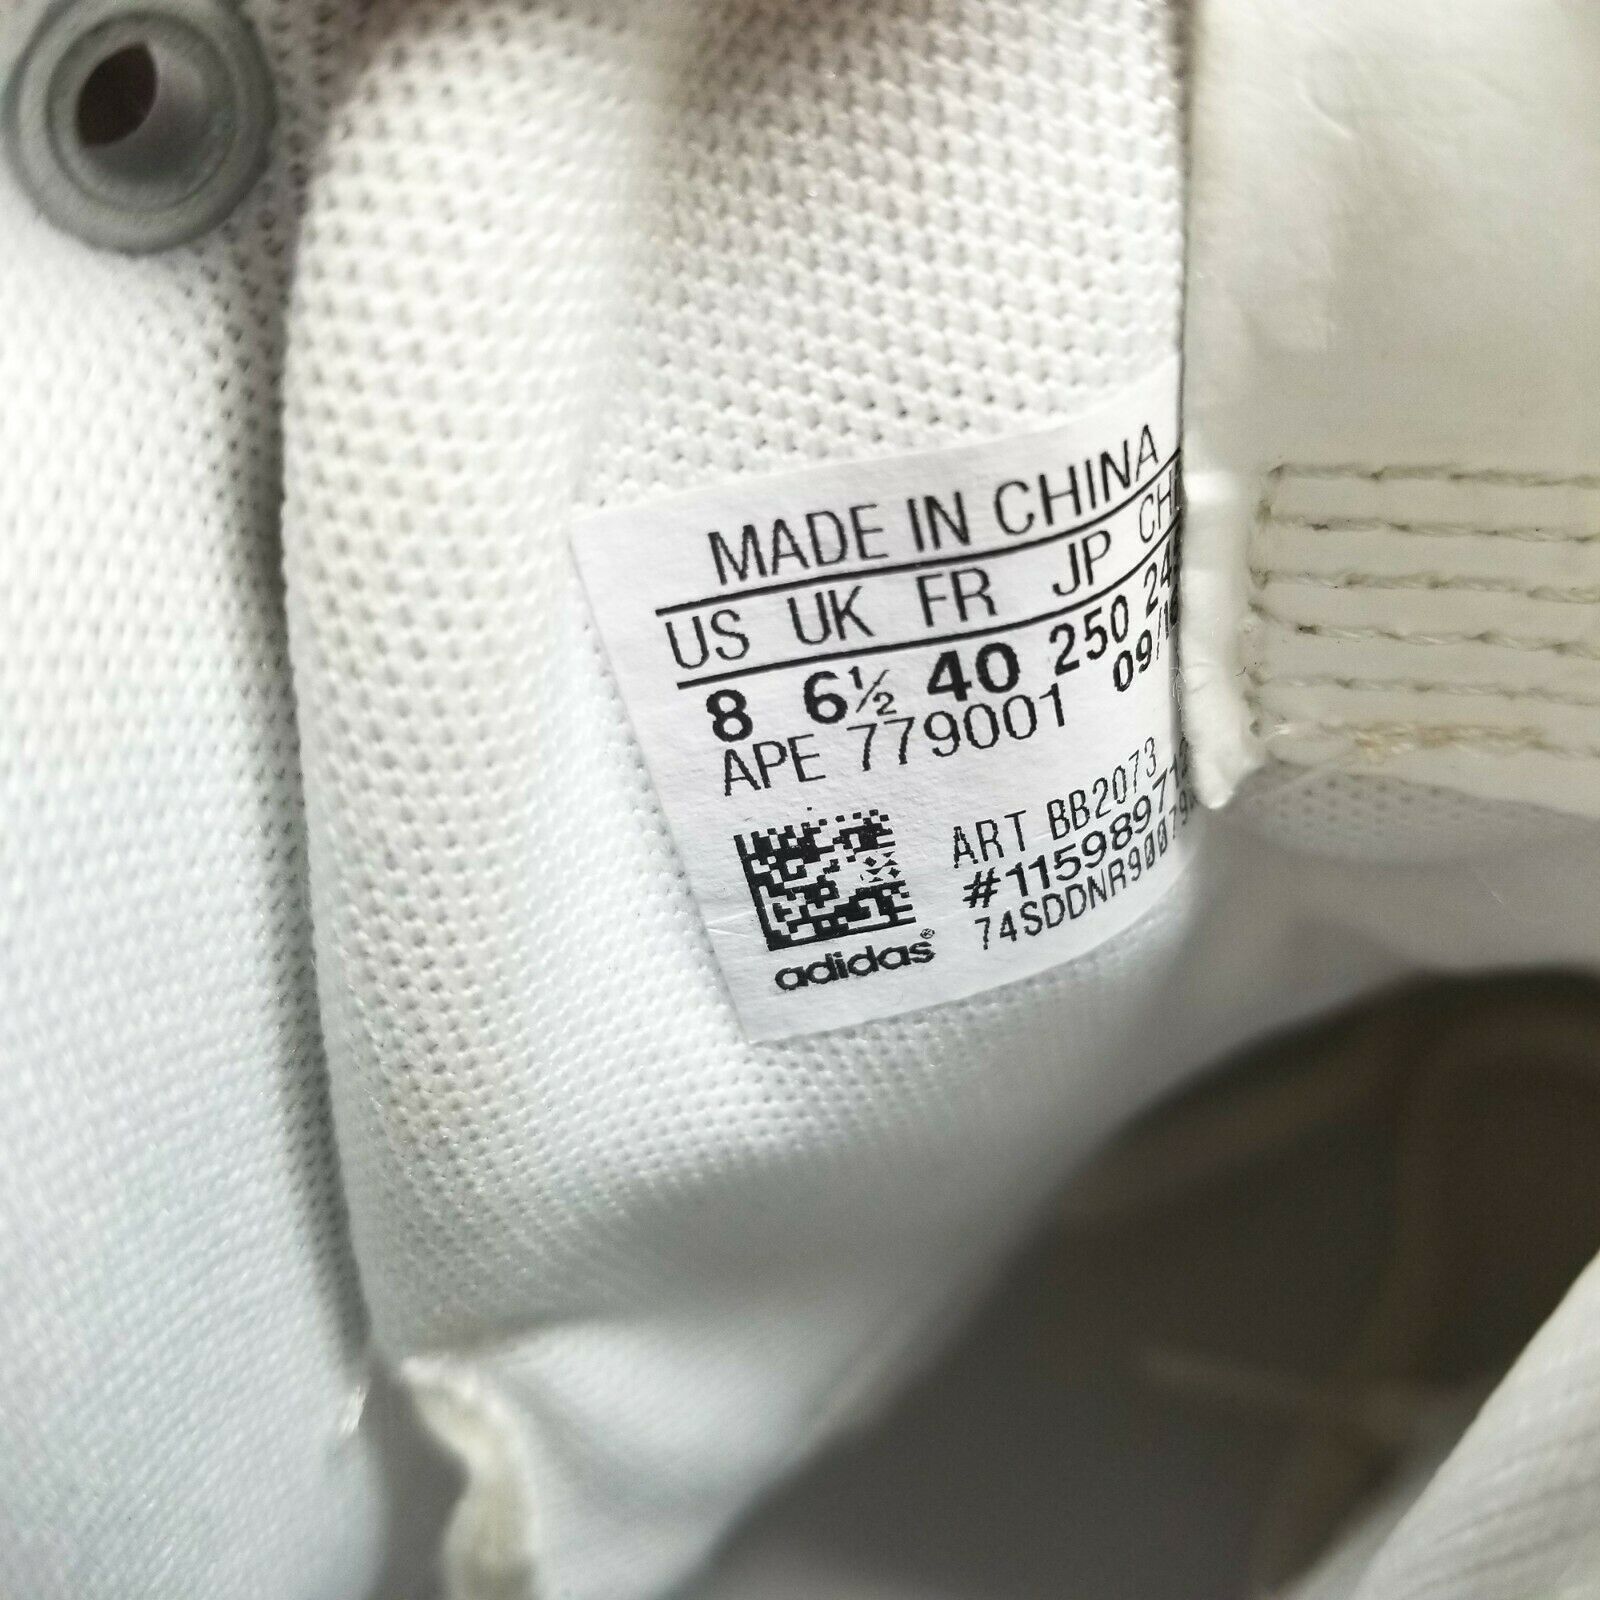 MADE IN CHINA
US UK FR JP
8 6½ 40 250
APE 779001
ART BB2073
adidas®